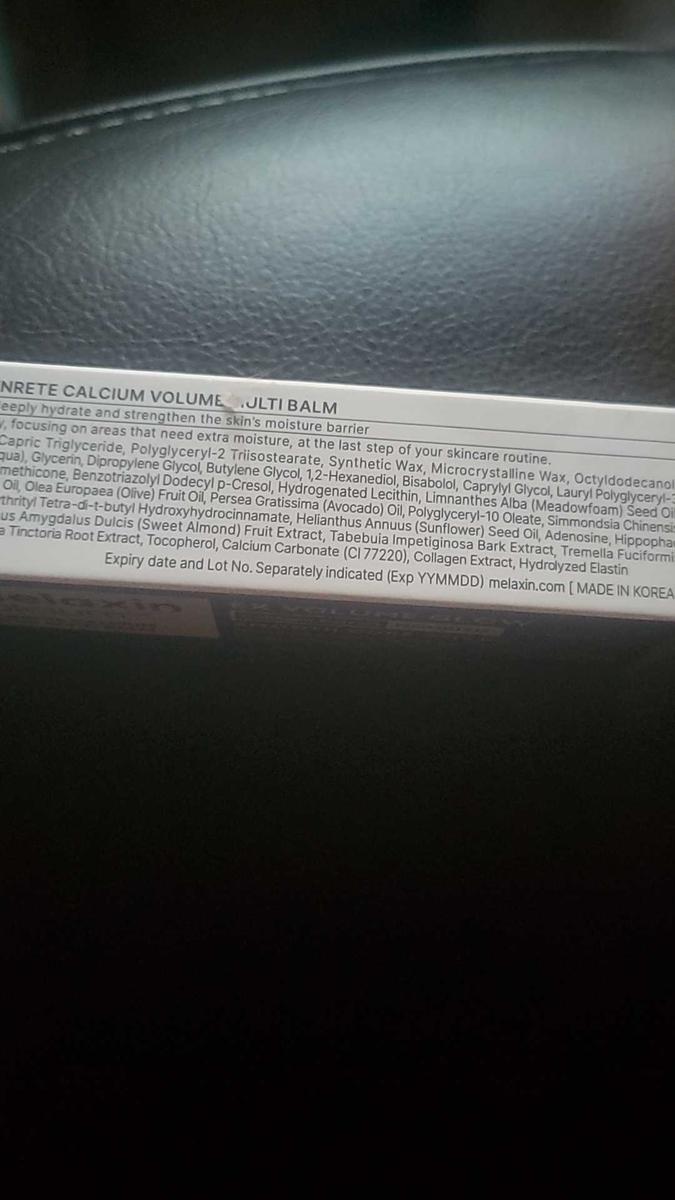 NRETE CALCIUM VOLUME ULTI BALM
eeply hydrate and strengthen the skin's moisture barrier
y, focusing on areas that need extra moisture, at the last step of your skincare routine.
Capric Triglyceride, Polyglyceryl-2 Triisostearate, Synthetic Wax, Microcrystalline Wax, Octyldodecanol
qua), Glycerin, Dipropylene Glycol, Butylene Glycol, 1,2-Hexanediol, Bisabolol, Caprylyl Glycol, Lauryl Polyglyceryl-3
methicone, Benzotriazolyl Dodecyl p-Cresol, Hydrogenated Lecithin, Limnanthes Alba (Meadowfoam) Seed Oil
Oil, Olea Europaea (Olive) Fruit Oil, Persea Gratissima (Avocado) Oil, Polyglyceryl-10 Oleate, Simmondsia Chinensis
thrityl Tetra-di-t-butyl Hydroxyhydrocinnamate, Helianthus Annuus (Sunflower) Seed Oil, Adenosine, Hippophae
us Amygdalus Dulcis (Sweet Almond) Fruit Extract, Tabebuia Impetiginosa Bark Extract, Tremella Fuciformi
a Tinctoria Root Extract, Tocopherol, Calcium Carbonate (CI 77220), Collagen Extract, Hydrolyzed Elastin
Expiry date and Lot No. Separately indicated (Exp YYMMDD) melaxin.com [ MADE IN KOREA
elaxin